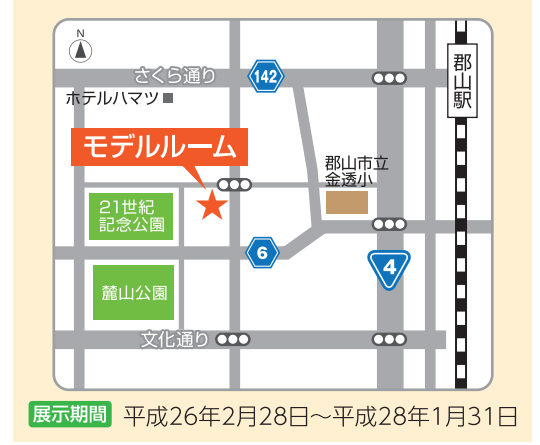 N
さくら通り
142
郡山駅
ホテルハマツ
モデルルーム
郡山市立
金透小
21世紀
記念公園
6
4
麓山公園
文化通り
展示期間 平成26年2月28日～平成28年1月31日